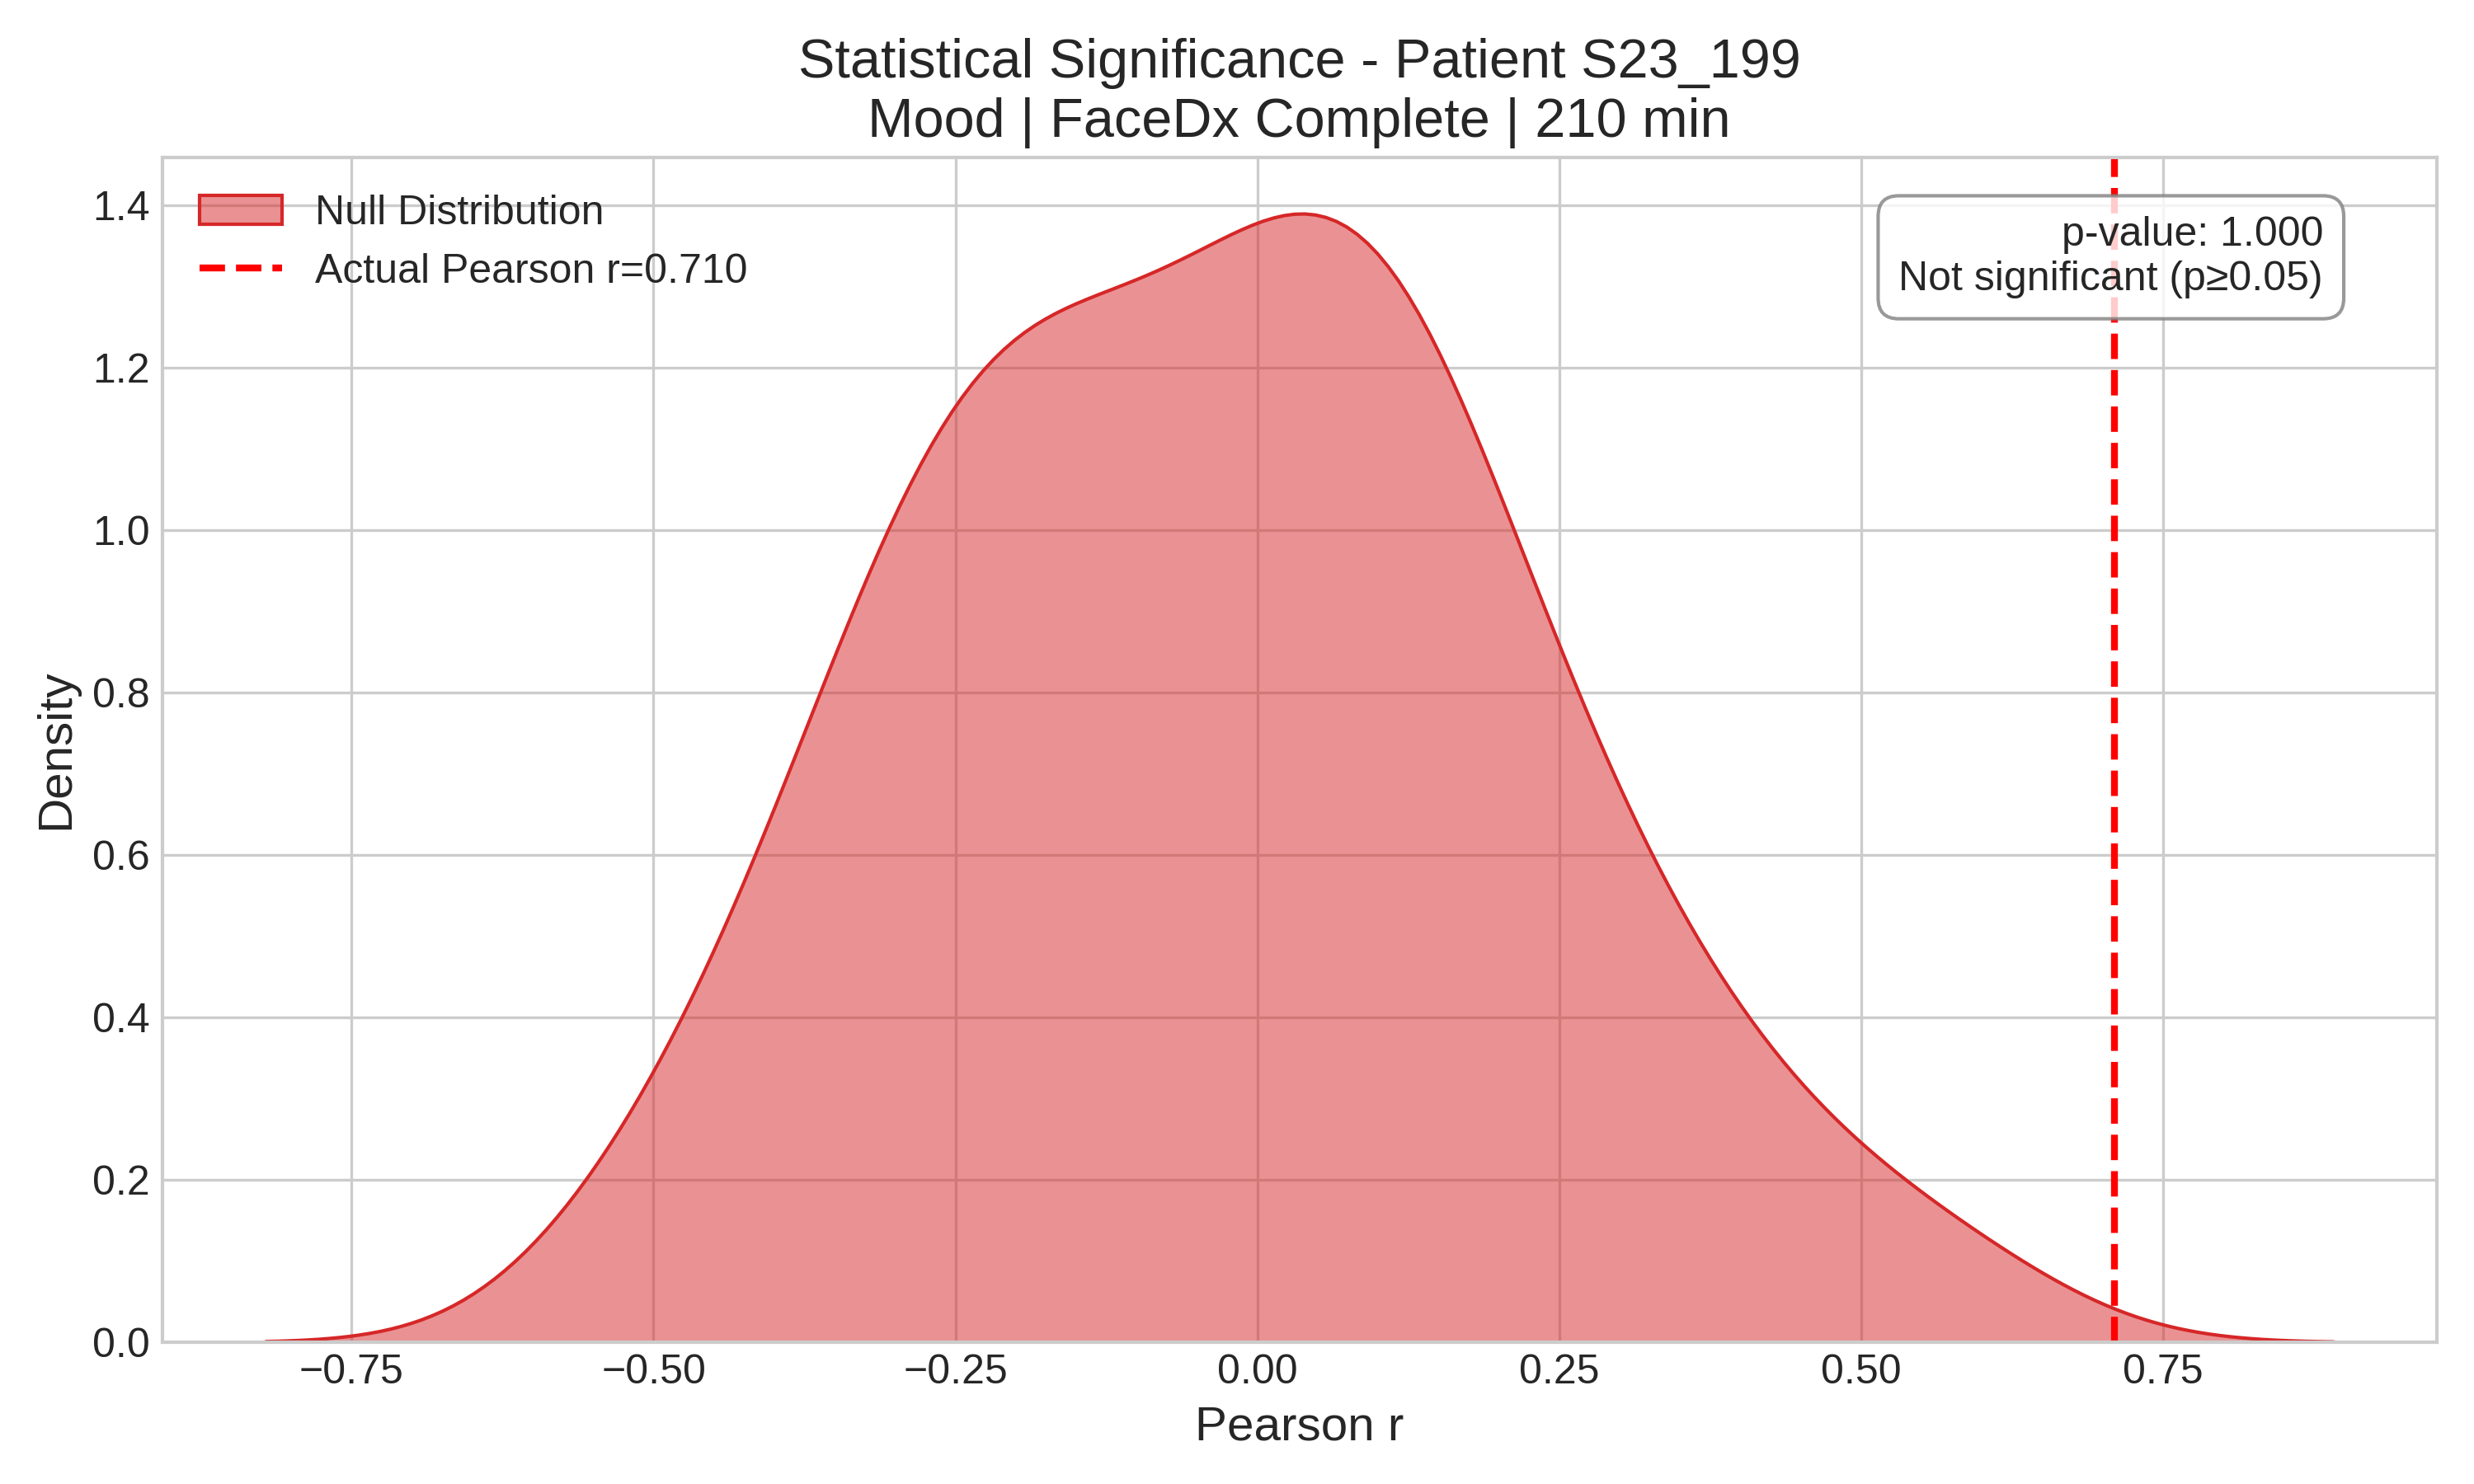 Statistical Significance - Patient S23_199
Mood | FaceDx Complete | 210 min
Null Distribution
Actual Pearson r=0.710
p-value: 1.000
Not significant (p≥0.05)
Density
1.4
1.2
1.0
0.8
0.6
0.4
0.2
0.0
−0.75
−0.50
−0.25
0.00
0.25
0.50
0.75
Pearson r